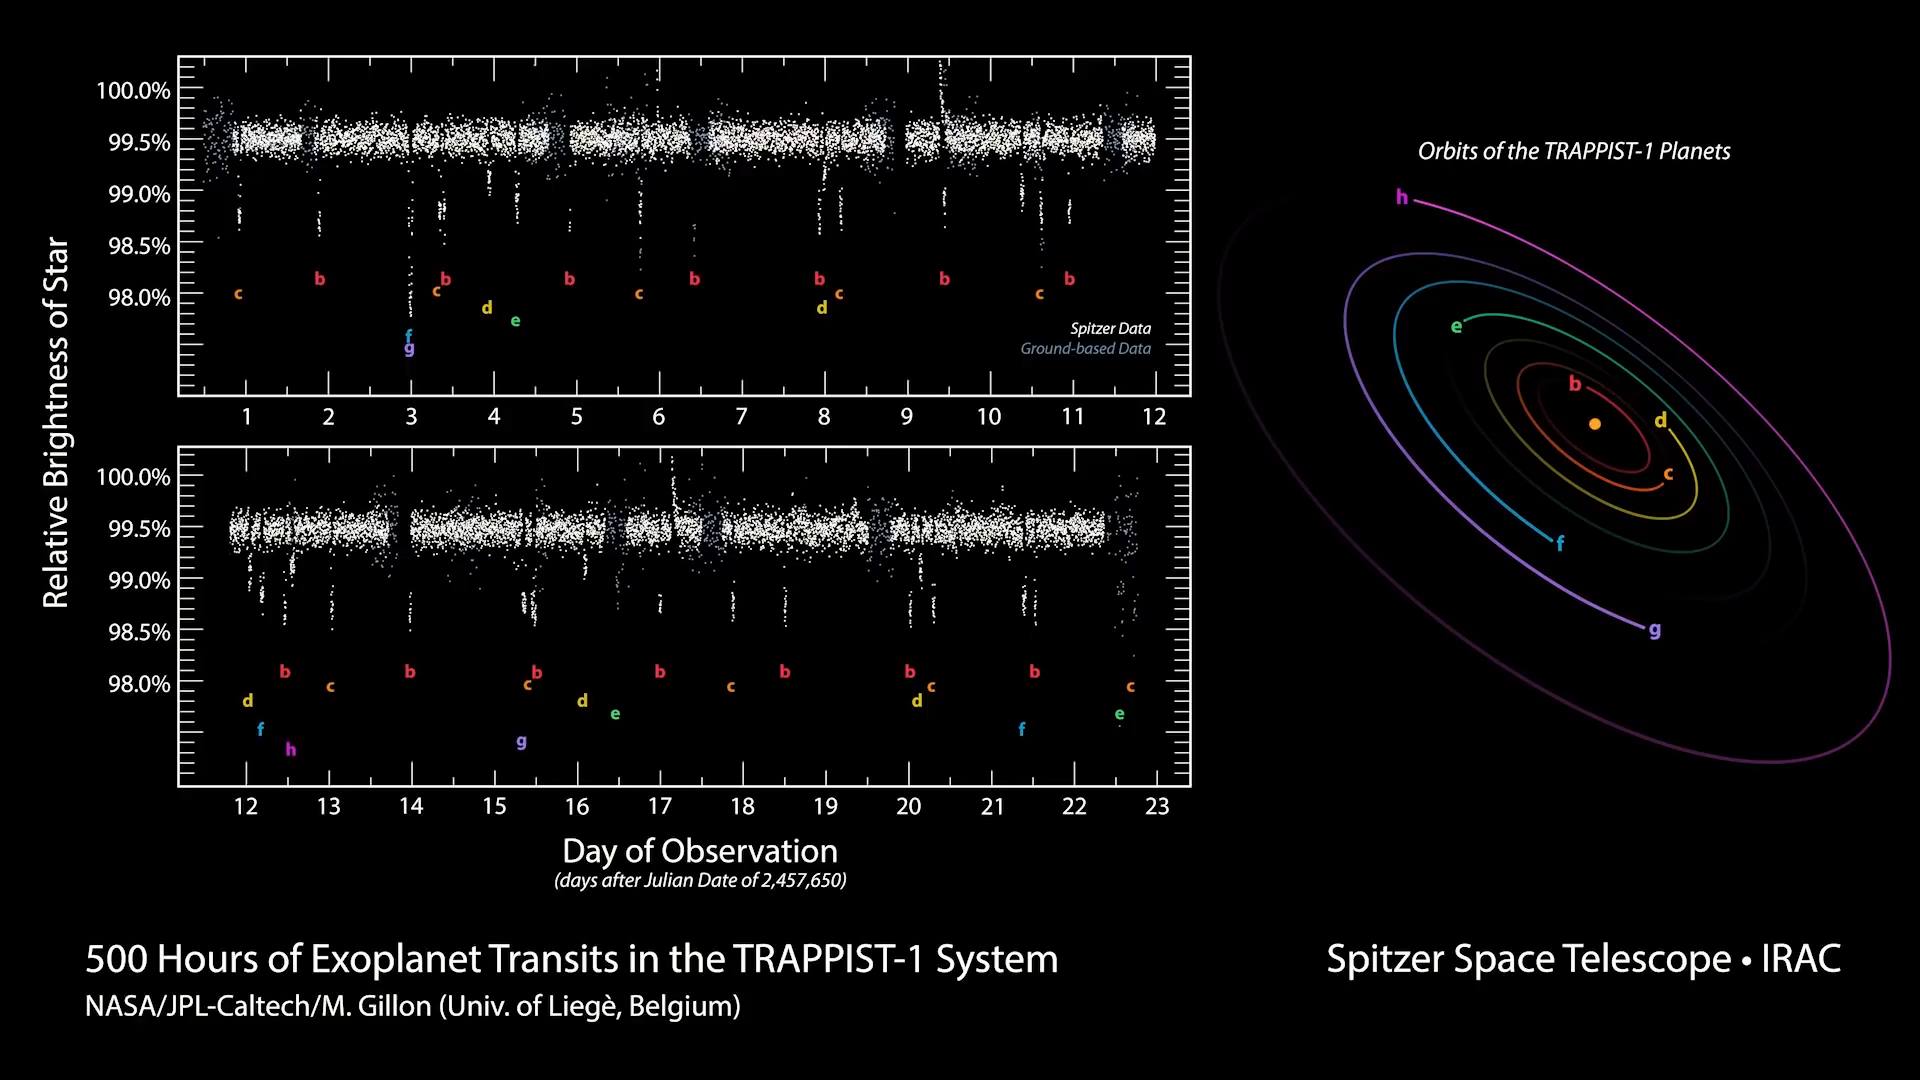 Relative Brightness of Star
100.0%
99.5%
99.0%
98.5%
98.0%
c b f g c b d e b c b b d c b c b
Spitzer Data
Ground-based Data
1 2 3 4 5 6 7 8 9 10 11 12
100.0%
99.5%
99.0%
98.5%
98.0%
d f b h c b g c b d e b c b b d c f b e c
12 13 14 15 16 17 18 19 20 21 22 23
Day of Observation
(days after Julian Date of 2,457,650)
Orbits of the TRAPPIST-1 Planets
h
e
b
d
c
f
g
500 Hours of Exoplanet Transits in the TRAPPIST-1 System
NASA/JPL-Caltech/M. Gillon (Univ. of Liegè, Belgium)
Spitzer Space Telescope • IRAC